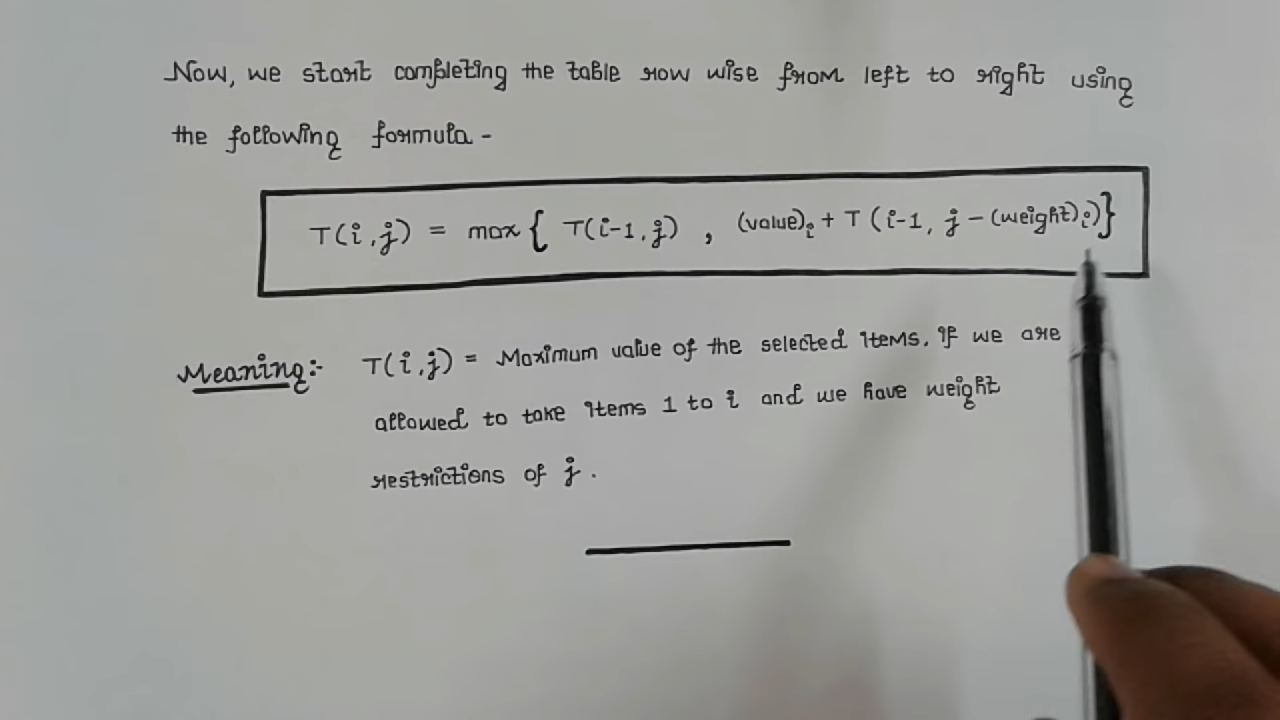 Now, we start completing the table row wise from left to right using
the following formula -
T(i,j) = max{ T(i-1,j) , (value)i + T(i-1, j-(weight)i)}
Meaning:- T(i,j) = Maximum value of the selected items, if we are
allowed to take items 1 to i and we have weight
restrictions of j.